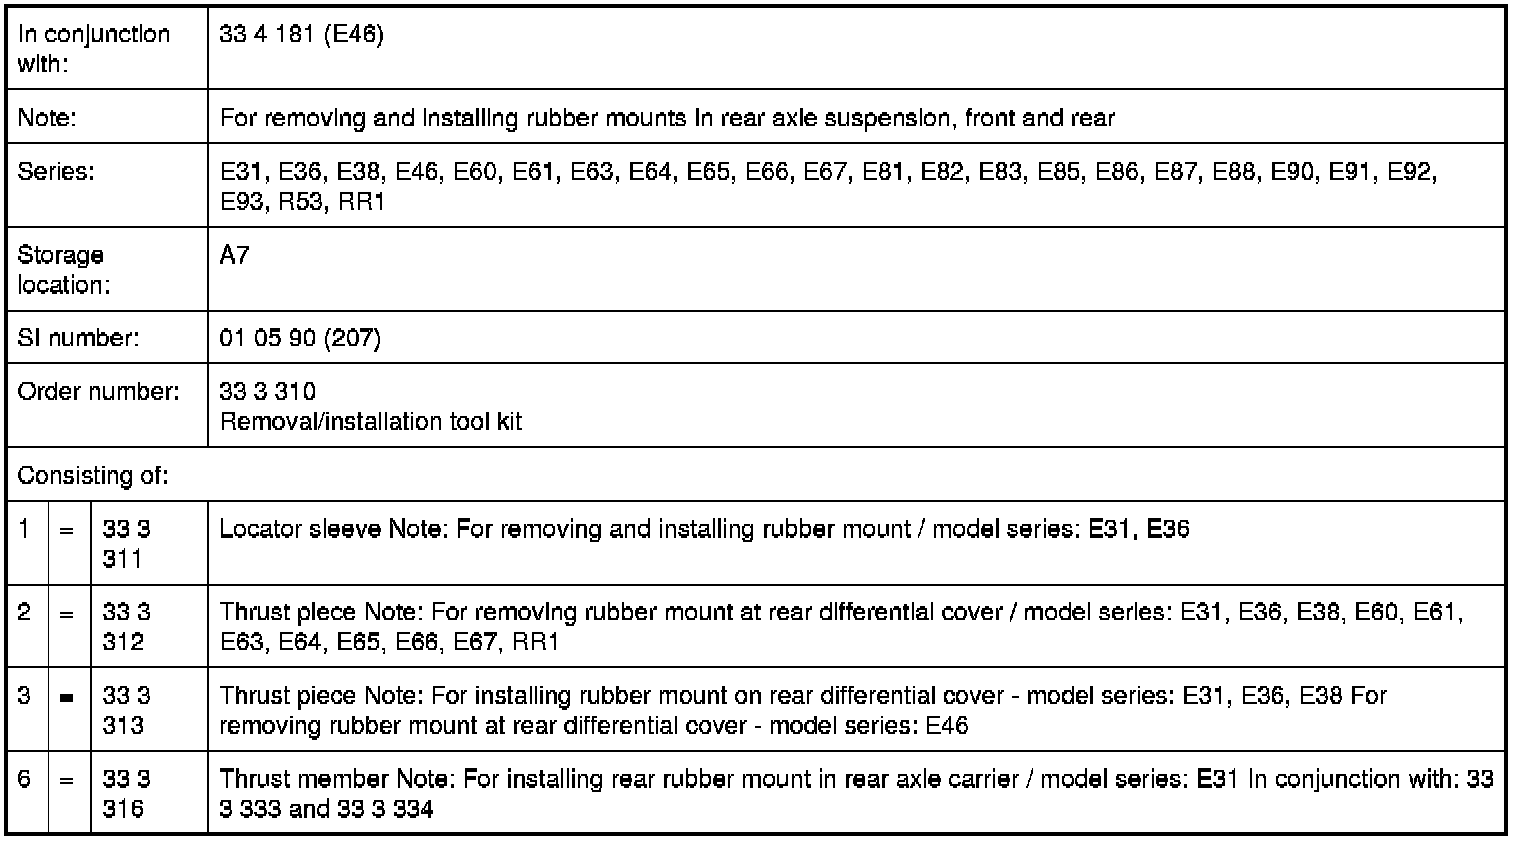 In conjunction
with:
33 4 181 (E46)
Note:
For removing and installing rubber mounts in rear axle suspension, front and rear
Series:
E31, E36, E38, E46, E60, E61, E63, E64, E65, E66, E67, E81, E82, E83, E85, E86, E87, E88, E90, E91, E92,
E93, R53, RR1
Storage
location:
A7
SI number:
01 05 90 (207)
Order number:
33 3 310
Removal/installation tool kit
Consisting of:
1 = 33 3
311
Locator sleeve Note: For removing and installing rubber mount / model series: E31, E36
2 = 33 3
312
Thrust piece Note: For removing rubber mount at rear differential cover / model series: E31, E36, E38, E60, E61,
E63, E64, E65, E66, E67, RR1
3 = 33 3
313
Thrust piece Note: For installing rubber mount on rear differential cover - model series: E31, E36, E38 For
removing rubber mount at rear differential cover - model series: E46
6 = 33 3
316
Thrust member Note: For installing rear rubber mount in rear axle carrier / model series: E31 In conjunction with: 33
3 333 and 33 3 334